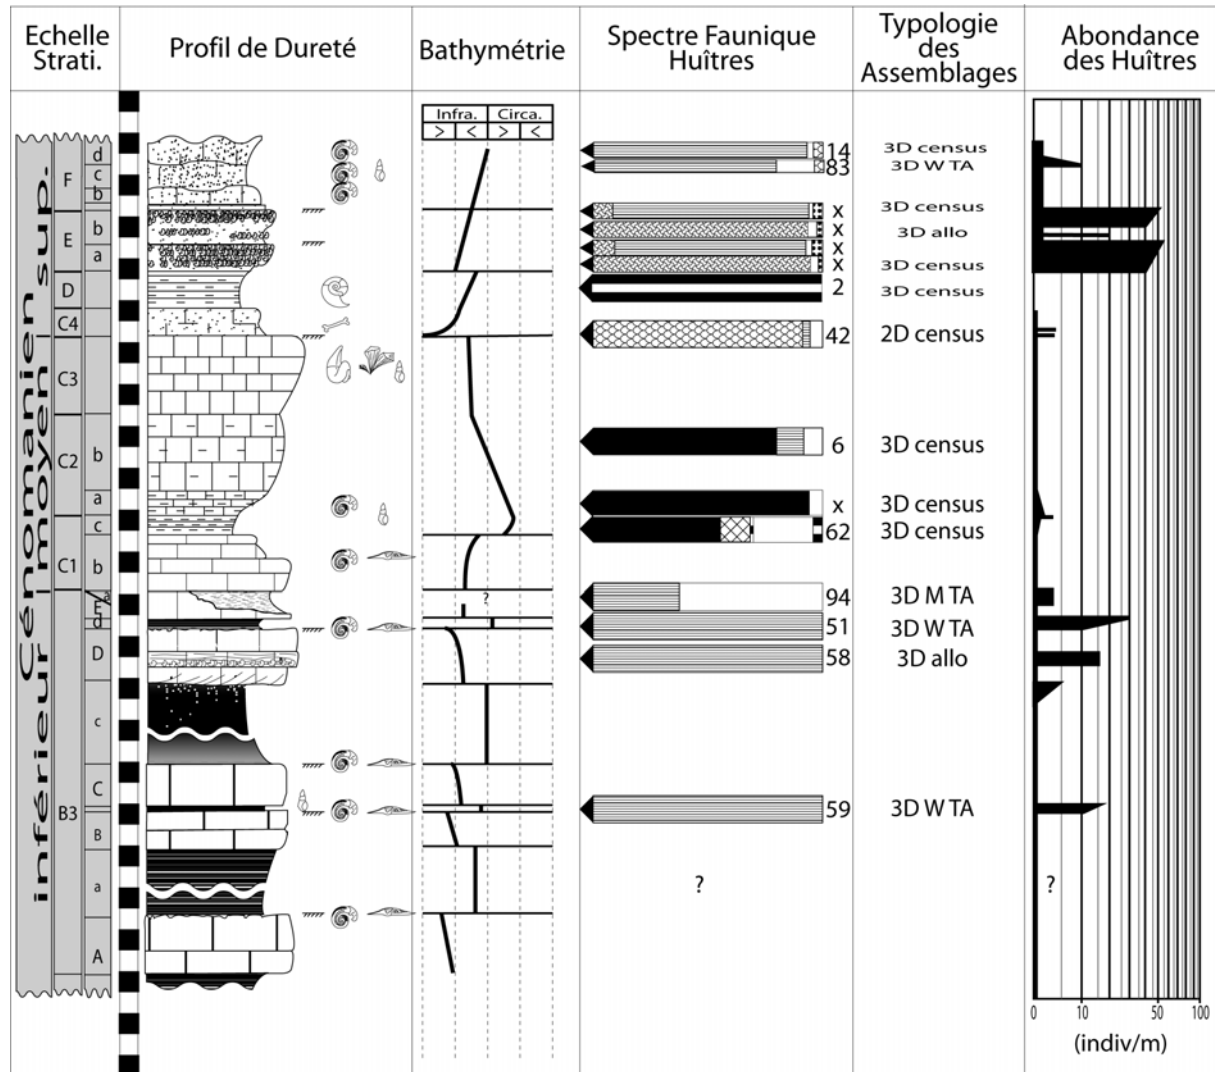 Echelle
Strati.
Profil de Dureté
Bathymétrie
Spectre Faunique
Huîtres
Typologie
des
Assemblages
Abondance
des Huîtres
Infra. Circa.
> < > <
Cénomanien
inférieur moyen sup.
F
d
c
b
E
b
a
D
C4
C3
C2
b
a
C1
c
b
B3
E
d
D
c
C
B
a
A
?
14 3D census
83 3D W TA
x 3D census
x
3D allo
x
x 3D census
2 3D census
42 2D census
6 3D census
x 3D census
62 3D census
94 3D M TA
51 3D W TA
58 3D allo
59 3D W TA
? ?
0 10 50 100
(indiv/m)